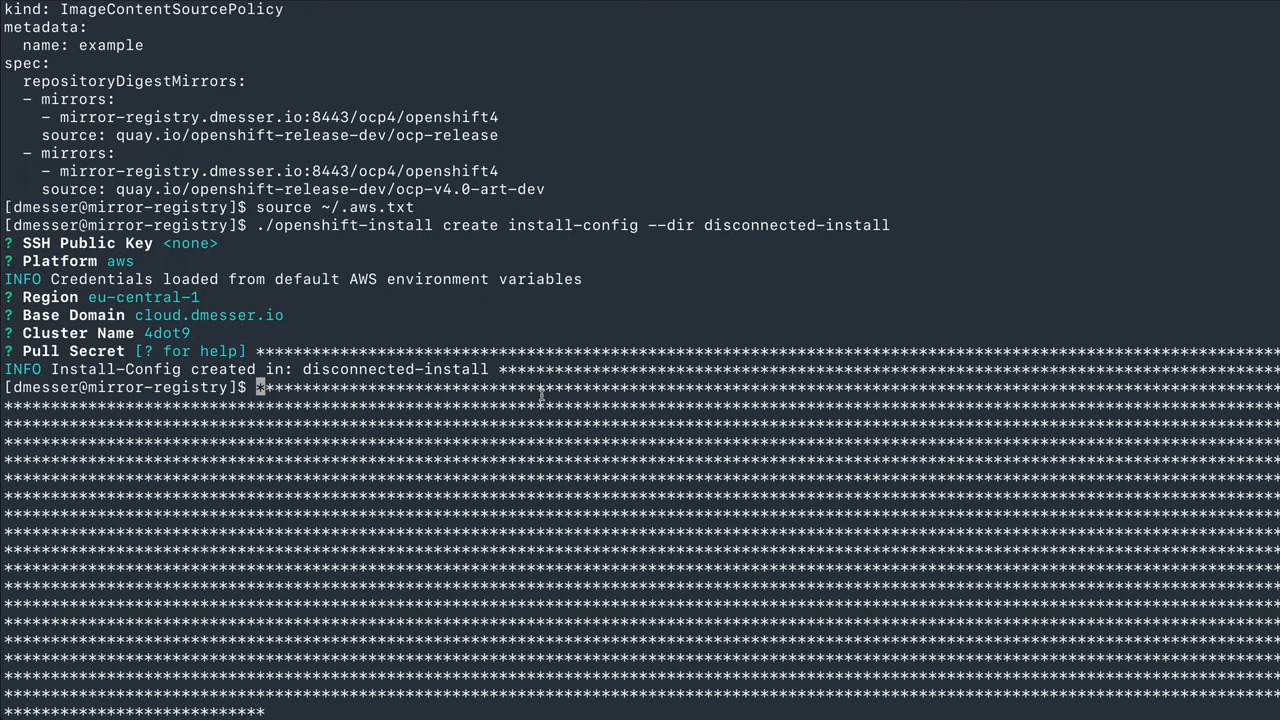 kind: ImageContentSourcePolicy
metadata:
  name: example
spec:
  repositoryDigestMirrors:
  - mirrors:
    - mirror-registry.dmesser.io:8443/ocp4/openshift4
    source: quay.io/openshift-release-dev/ocp-release
  - mirrors:
    - mirror-registry.dmesser.io:8443/ocp4/openshift4
    source: quay.io/openshift-release-dev/ocp-v4.0-art-dev
[dmesser@mirror-registry]$ source ~/.aws.txt
[dmesser@mirror-registry]$ ./openshift-install create install-config --dir disconnected-install
? SSH Public Key <none>
? Platform aws
INFO Credentials loaded from default AWS environment variables
? Region eu-central-1
? Base Domain cloud.dmesser.io
? Cluster Name 4dot9
? Pull Secret [? for help]
INFO Install-Config created in: disconnected-install
[dmesser@mirror-registry]$